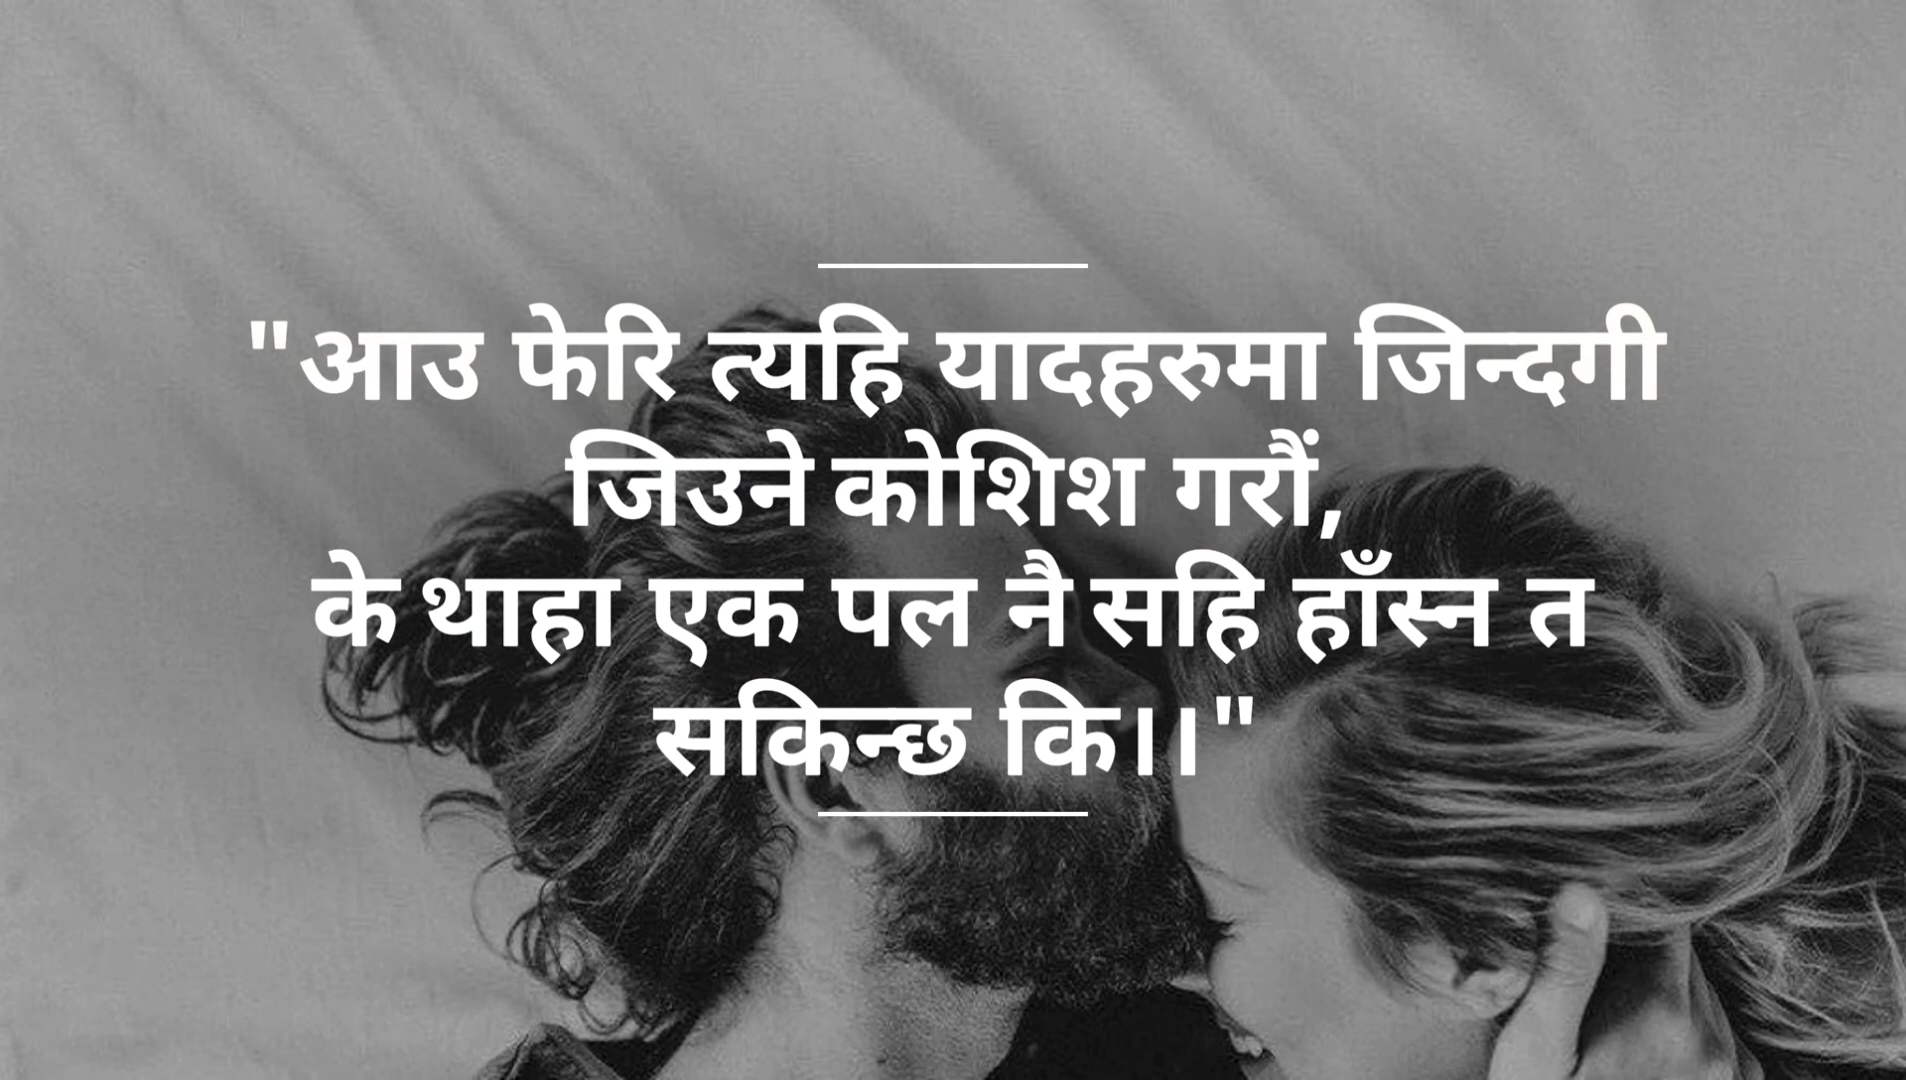 "आउ फेरि त्यहि यादहरुमा जिन्दगी
जिउने कोशिश गरौं,
के थाहा एक पल नै सहि हाँस्न त
सकिन्छ कि।।"